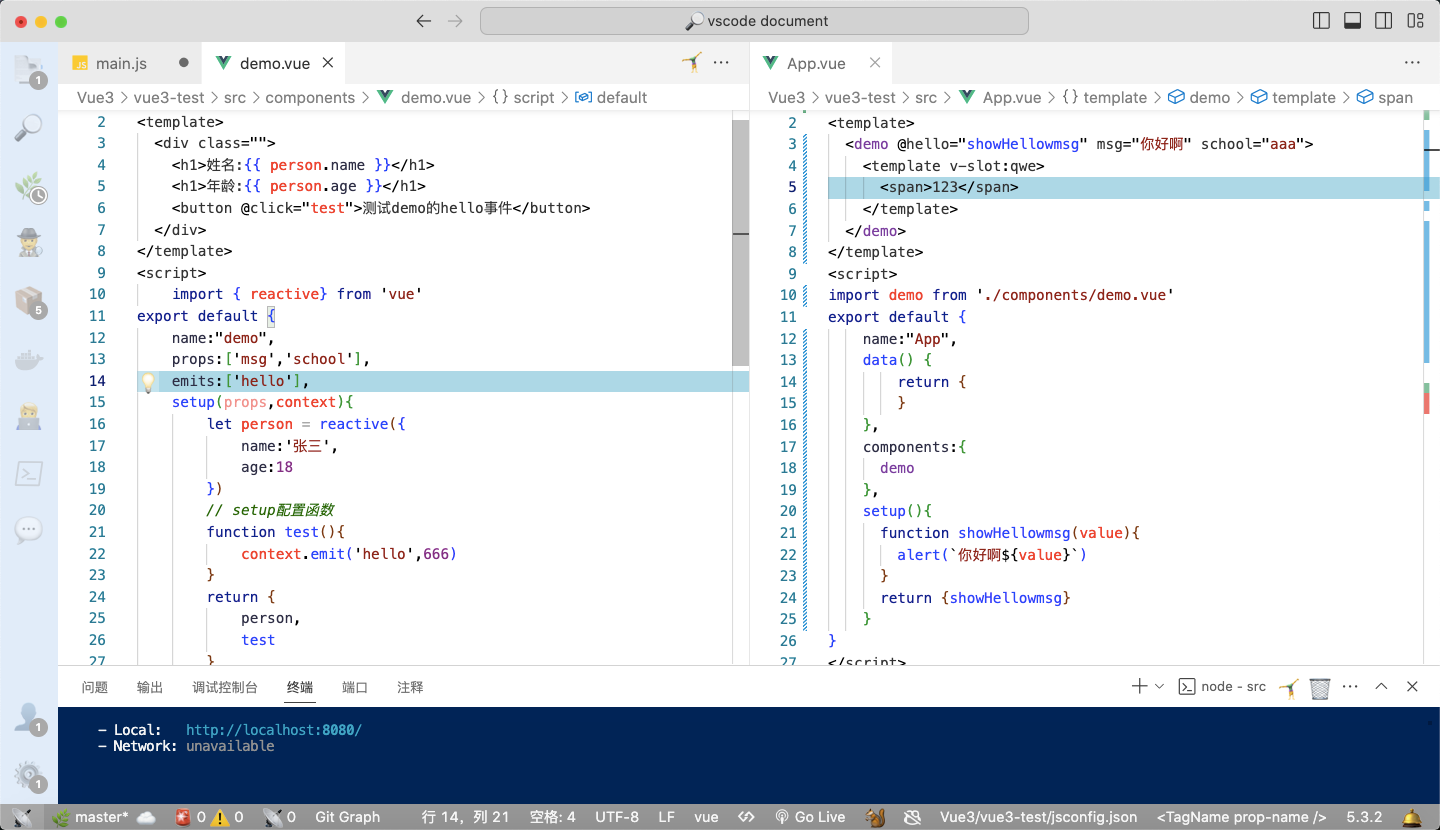 vscode document
main.js
demo.vue
App.vue
Vue3 > vue3-test > src > components > demo.vue > {} script > default
Vue3 > vue3-test > src > App.vue > {} template > demo > template > span
2 <template>
3 <div class="">
4 <h1>姓名:{{ person.name }}</h1>
5 <h1>年龄:{{ person.age }}</h1>
6 <button @click="test">测试demo的hello事件</button>
7 </div>
8 </template>
9 <script>
10 import { reactive} from 'vue'
11 export default {
12 name:"demo",
13 props:['msg','school'],
14 emits:['hello'],
15 setup(props,context){
16 let person = reactive({
17 name:'张三',
18 age:18
19 })
20 // setup配置函数
21 function test(){
22 context.emit('hello',666)
23 }
24 return {
25 person,
26 test
27 }
2 <template>
3 <demo @hello="showHellowmsg" msg="你好啊" school="aaa">
4 <template v-slot:qwe>
5 <span>123</span>
6 </template>
7 </demo>
8 </template>
9 <script>
10 import demo from './components/demo.vue'
11 export default {
12 name:"App",
13 data() {
14 return {
15 }
16 },
17 components:{
18 demo
19 },
20 setup(){
21 function showHellowmsg(value){
22 alert(`你好啊${value}`)
23 }
24 return {showHellowmsg}
25 }
26 }
27 </script>
1
5
1
1
问题 输出 调试控制台 终端 端口 注释
node - src
- Local: http://localhost:8080/
- Network: unavailable
master* 0 0 0 Git Graph 行 14, 列 21 空格: 4 UTF-8 LF vue Go Live Vue3/vue3-test/jsconfig.json <TagName prop-name /> 5.3.2